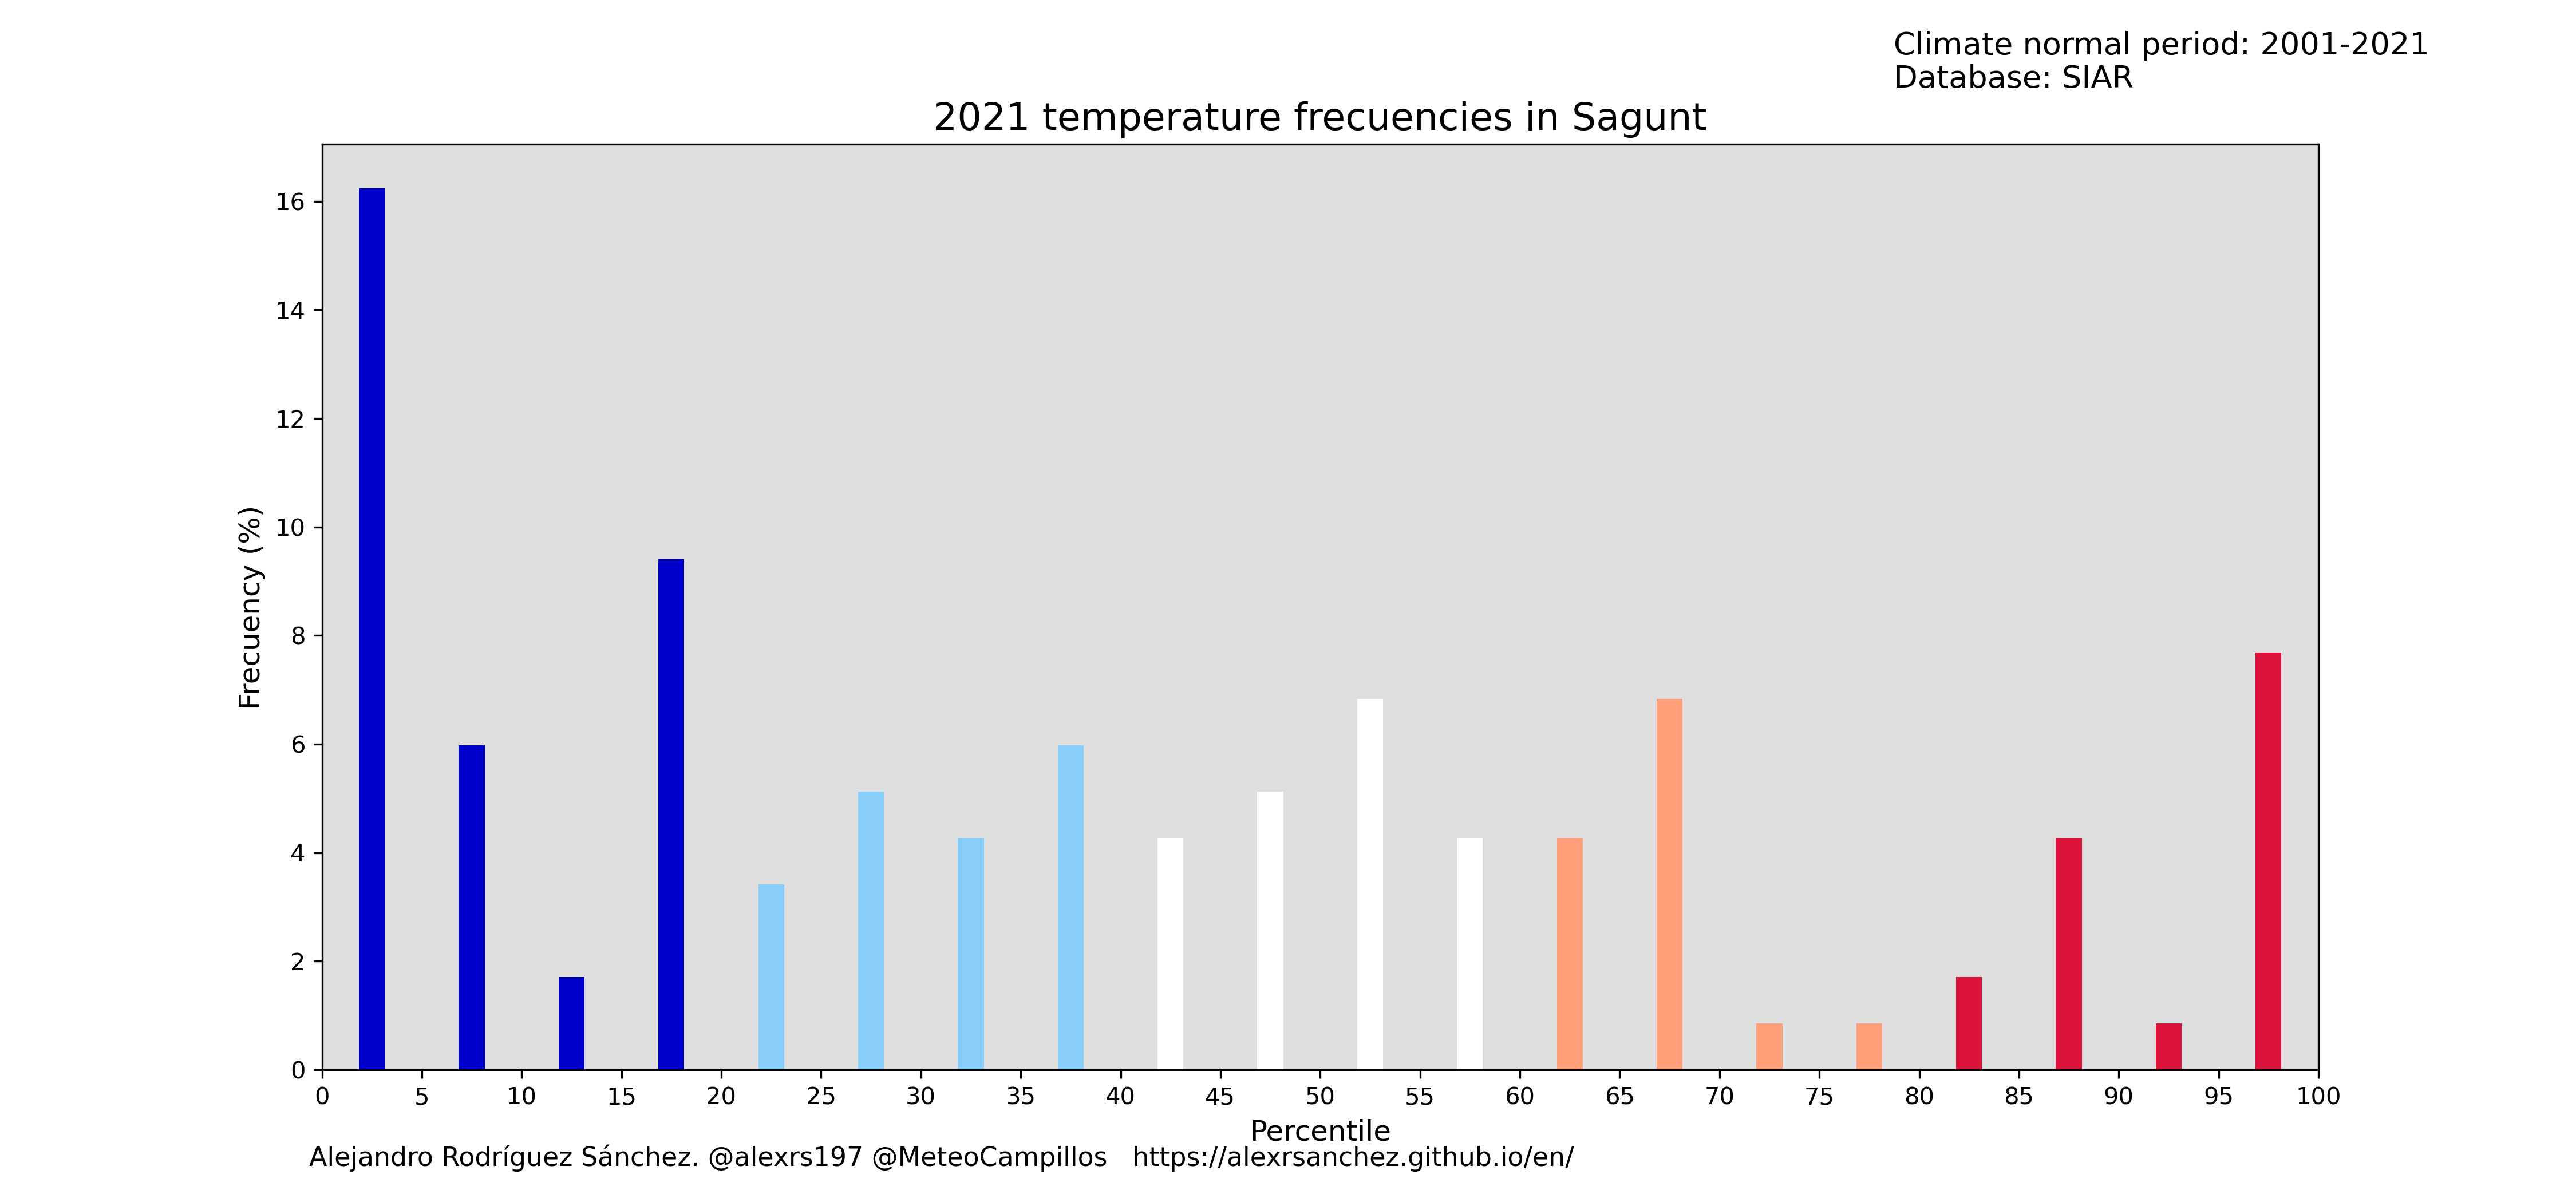 Climate normal period: 2001-2021
Database: SIAR
2021 temperature frecuencies in Sagunt
Frecuency (%)
16
14
12
10
8
6
4
2
0
0 5 10 15 20 25 30 35 40 45 50 55 60 65 70 75 80 85 90 95 100
Percentile
Alejandro Rodríguez Sánchez. @alexrs197 @MeteoCampillos https://alexrsanchez.github.io/en/